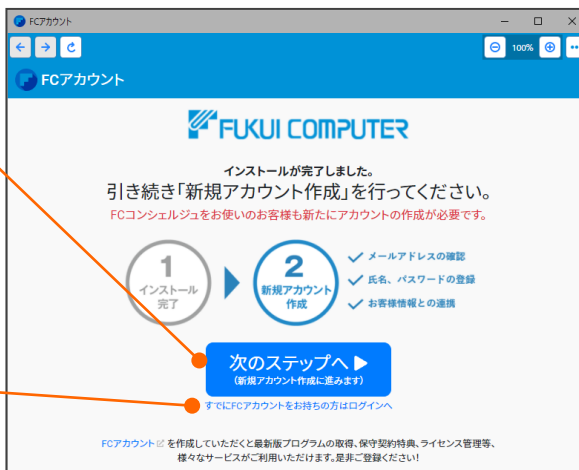 FCアカウント
100%
FCアカウント
FUKUI COMPUTER
インストールが完了しました。
引き続き「新規アカウント作成」を行ってください。
FCコンシェルジュをお使いのお客様も新たにアカウントの作成が必要です。
1
インストール
完了
2
新規アカウント
作成
メールアドレスの確認
氏名、パスワードの登録
お客様情報との連携
次のステップへ
(新規アカウント作成に進みます)
すでにFCアカウントをお持ちの方はログインへ
FCアカウント を作成していただくと最新版プログラムの取得、保守契約特典、ライセンス管理等、
様々なサービスがご利用いただけます。是非ご登録ください!